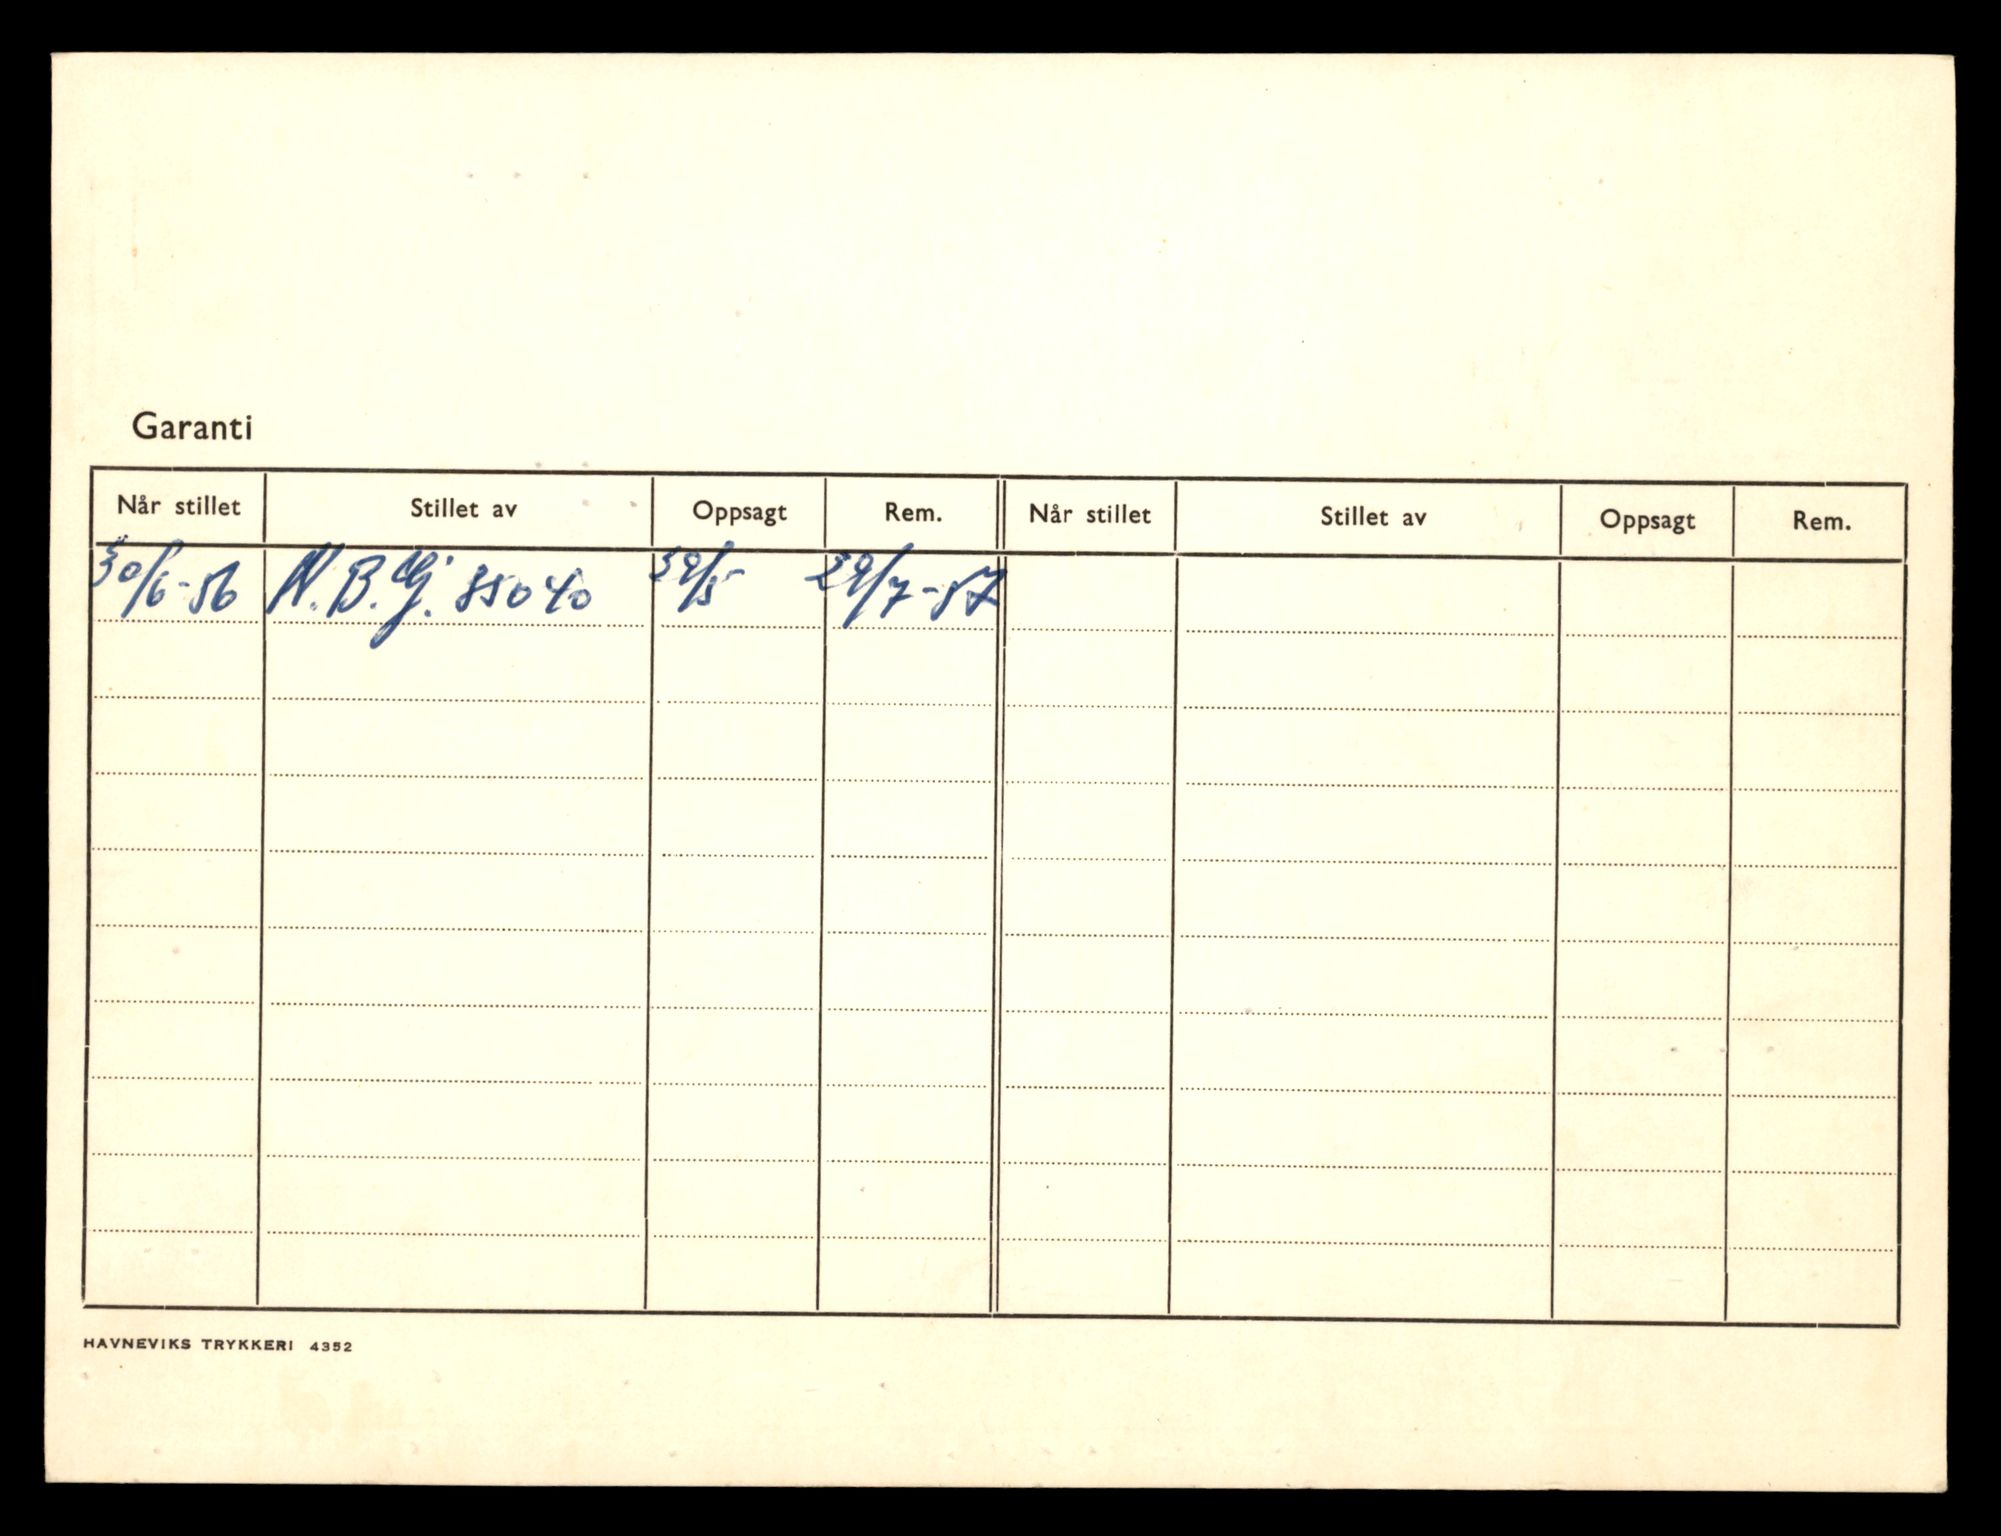 Garanti
Når stillet Stillet av Oppsagt Rem. Når stillet Stillet av Oppsagt Rem.
30/6-56 N.B.Gj. 85040 29/5- 29/7-57
HAVNEVIKS TRYKKERI 4352